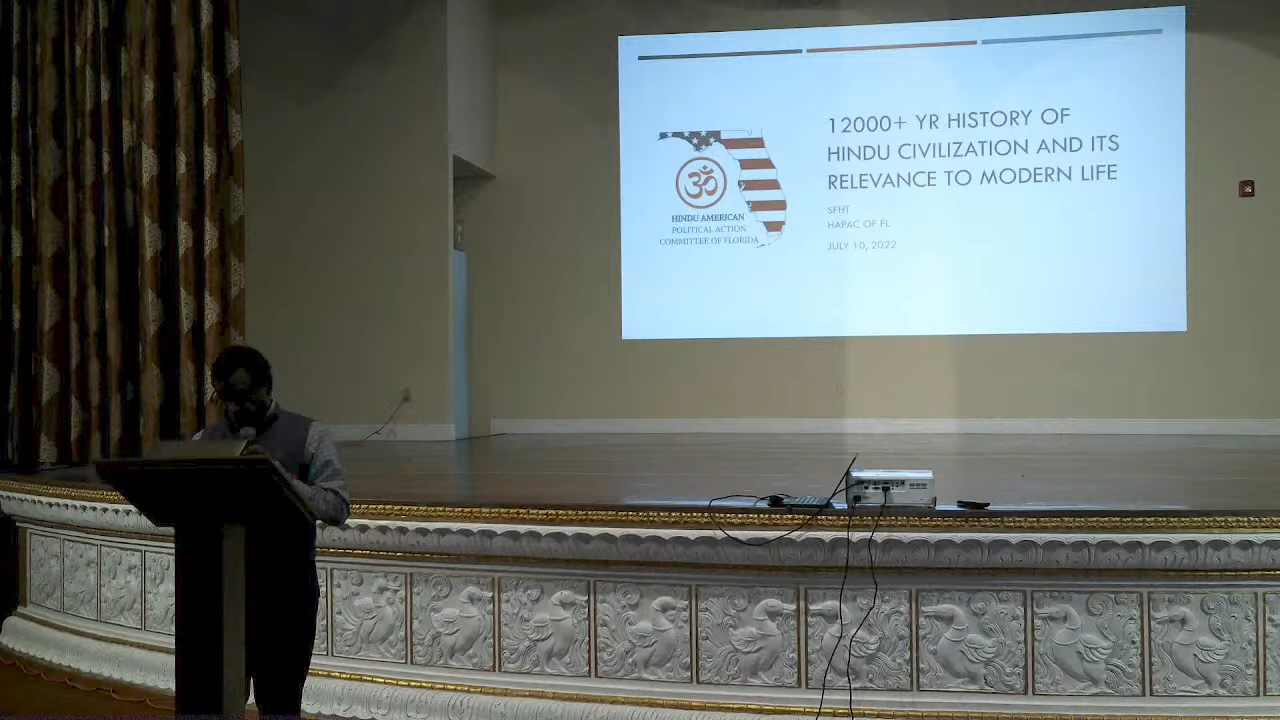 12000+ YR HISTORY OF
HINDU CIVILIZATION AND ITS
RELEVANCE TO MODERN LIFE
SFHT
HAPAC OF FL
JULY 10, 2022
ॐ
HINDU AMERICAN
POLITICAL ACTION
COMMITTEE OF FLORIDA